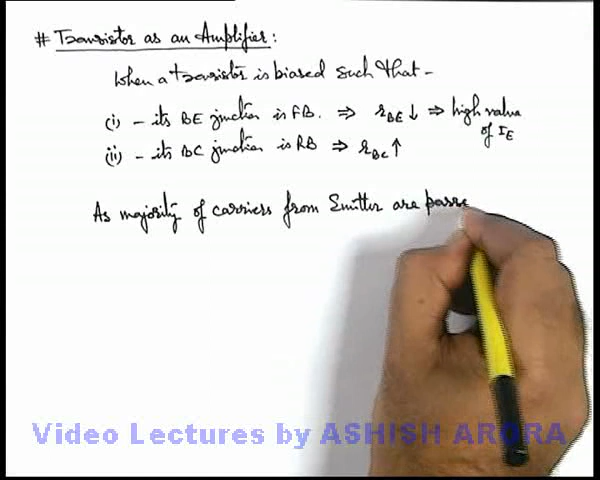 # Transistor as an Amplifier:
When a transistor is biased such that -
(i) - its BE junction is FB. ⇒ r_BE ↓ ⇒ high value
of I_E
(ii) - its BC junction is RB ⇒ r_BC ↑
As majority of carriers from Emitter are passe
Video Lectures by ASHISH ARORA